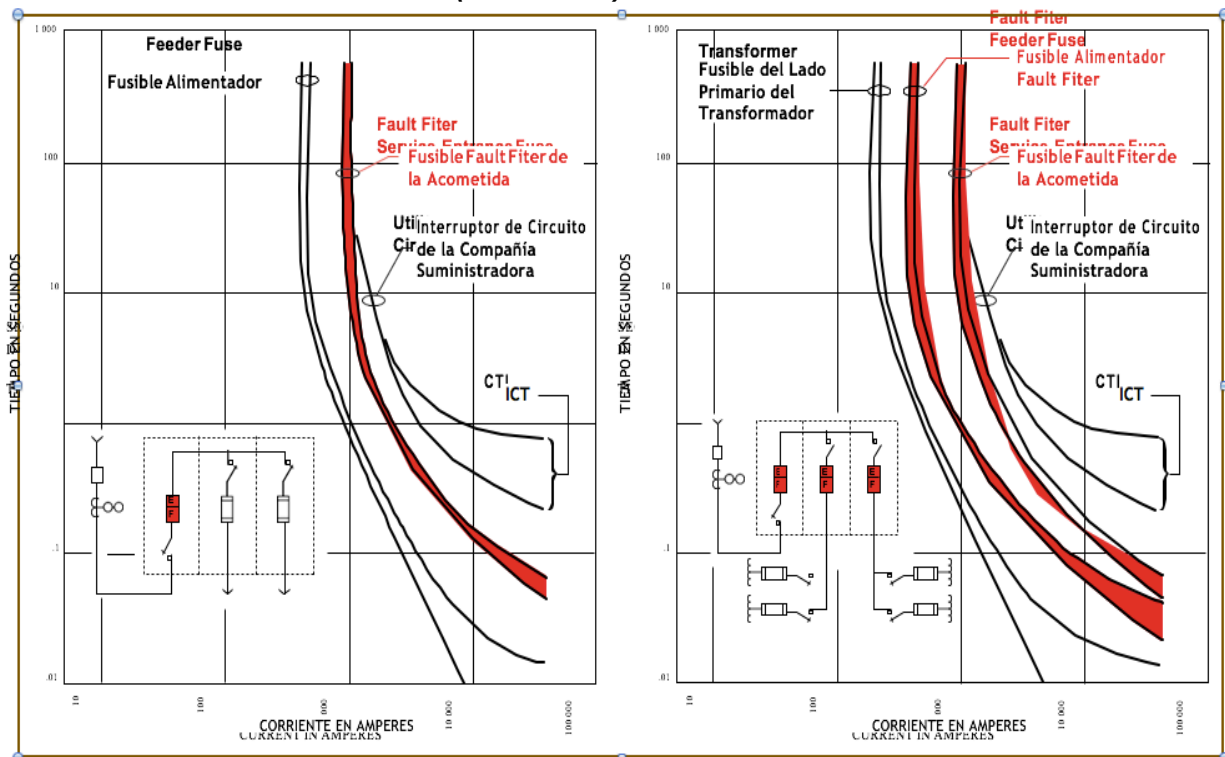 1 000
Feeder Fuse
Fusible Alimentador
Fault Fiter
Fusible Fault Fiter de
la Acometida
Interruptor de Circuito
de la Compañía
Suministradora
100
10
CTI
ICT
.1
.01
E
F
TIEMPO EN SEGUNDOS
10
100
10 000
100 000
CORRIENTE EN AMPERES
CURRENT IN AMPERES
1 000
Transformer
Fusible del Lado
Primario del
Transformador
Fault Fiter
Feeder Fuse
Fusible Alimentador
Fault Fiter
Fault Fiter
Fusible Fault Fiter de
la Acometida
Interruptor de Circuito
de la Compañía
Suministradora
100
10
CTI
ICT
.1
.01
E
F
E
F
E
F
TIEMPO EN SEGUNDOS
10
100
10 000
100 000
CORRIENTE EN AMPERES
CURRENT IN AMPERES